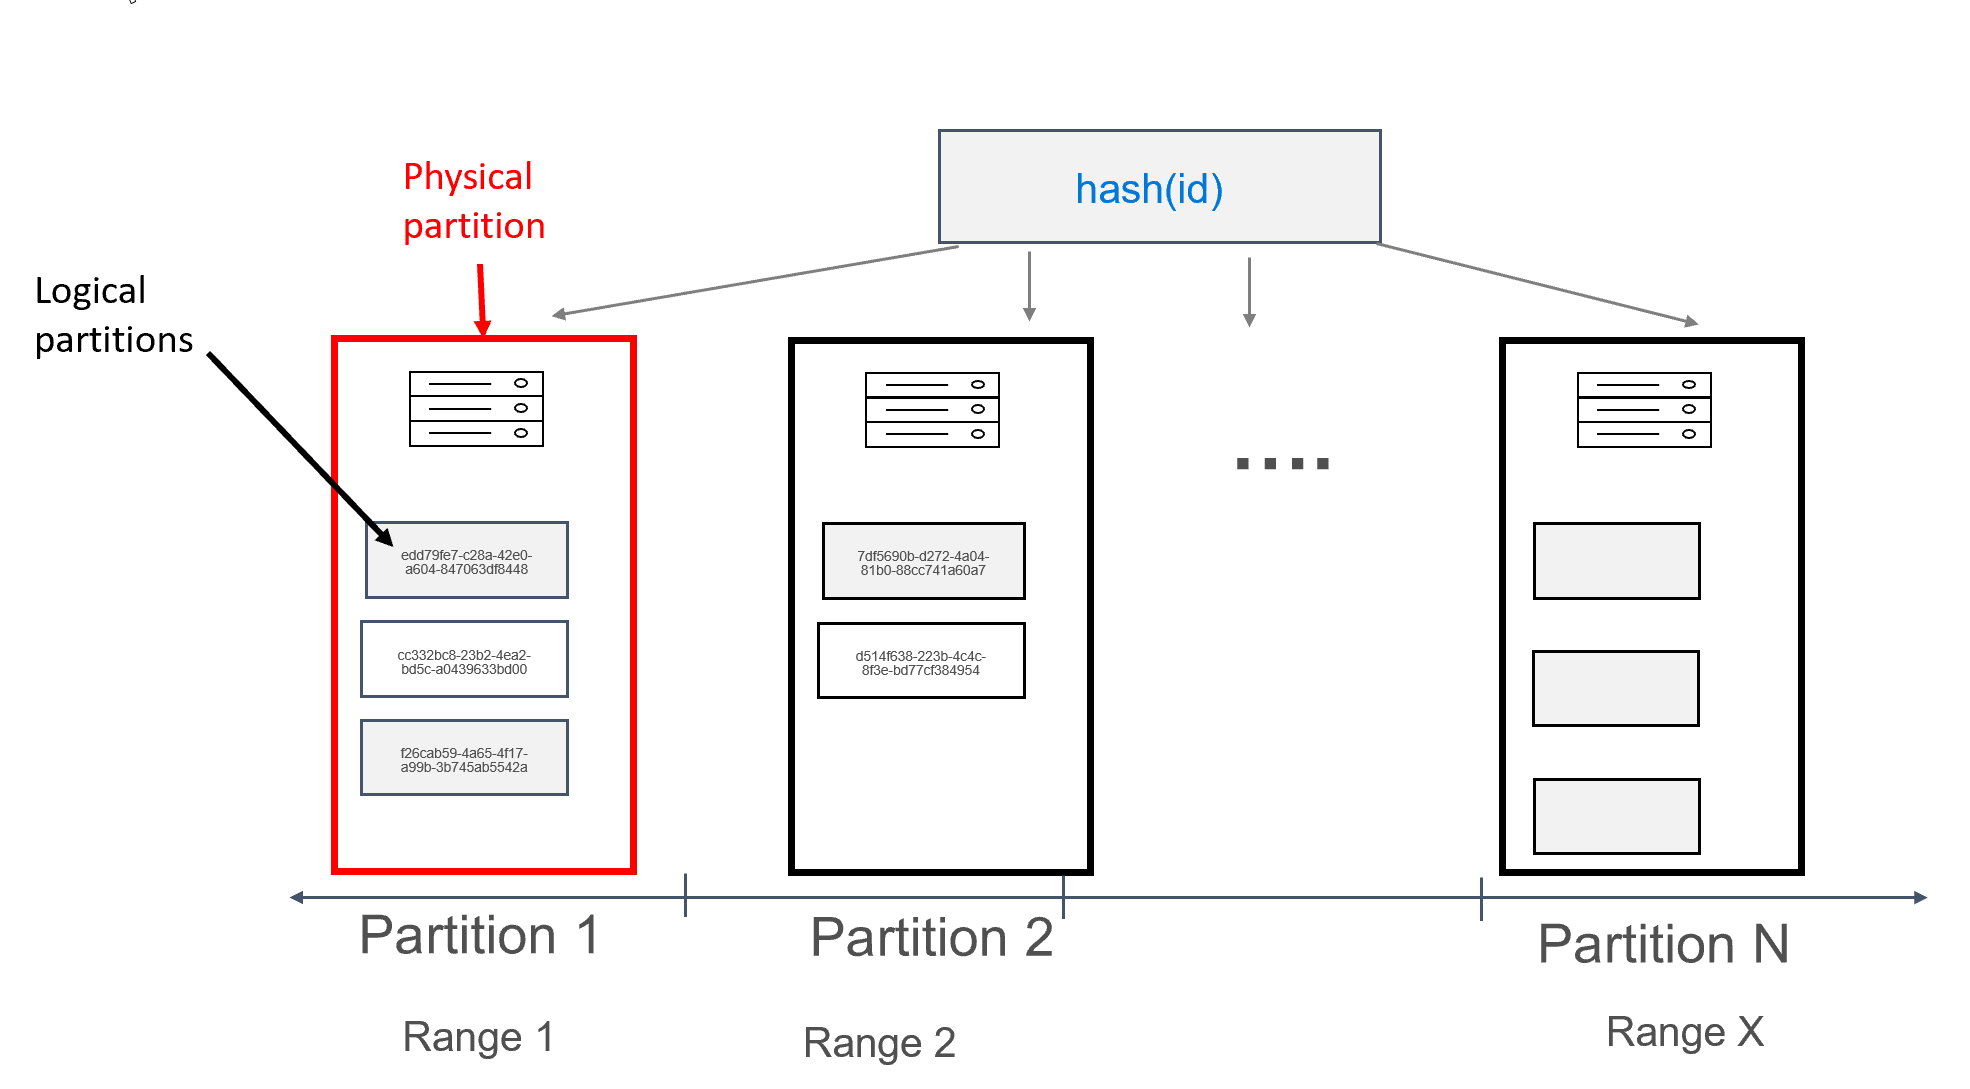 hash(id)
Physical
partition
Logical
partitions
edd79fe7-c28a-42e0-
a604-847063df8448
cc332bc8-23b2-4ea2-
bd5c-a0439633bd00
f26cab59-4a65-4f17-
a99b-3b745ab5542a
7df5690b-d272-4a04-
81b0-88cc741a60a7
d514f638-223b-4c4c-
8f3e-bd77cf384954
....
Partition 1
Partition 2
Partition N
Range 1
Range 2
Range X